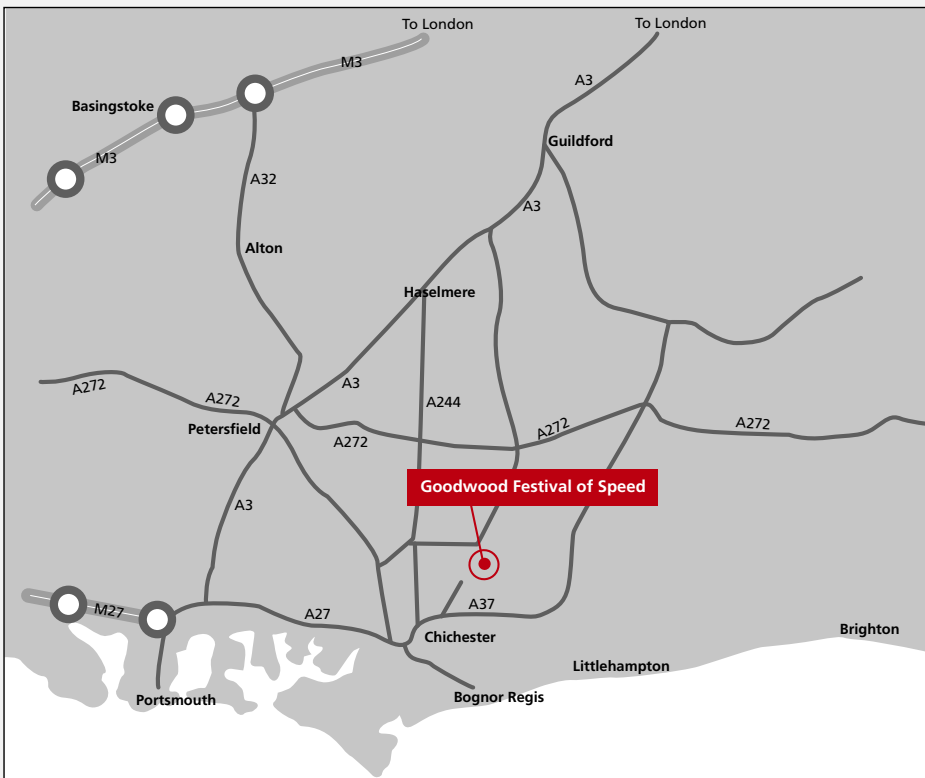 To London
To London
M3
A3
Basingstoke
Guildford
M3
A32
A3
Alton
Haselmere
A3
A272
A272
A244
A272
A272
A272
Petersfield
Goodwood Festival of Speed
A3
M27
A27
A37
Chichester
Brighton
Littlehampton
Portsmouth
Bognor Regis